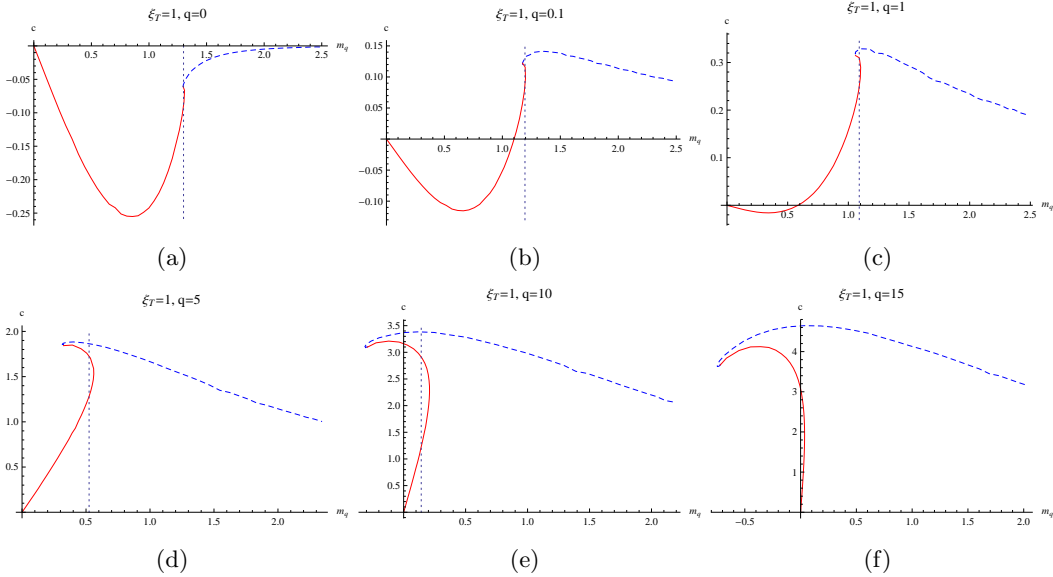 ξT=1, q=0
c
mq
0.5
1.0
1.5
2.0
2.5
−0.05
−0.10
−0.15
−0.20
−0.25
(a)
ξT=1, q=0.1
c
0.15
0.10
0.05
mq
0.5
1.0
1.5
2.0
2.5
−0.05
−0.10
(b)
ξT=1, q=1
c
0.3
0.2
0.1
mq
0.5
1.0
1.5
2.0
2.5
(c)
ξT=1, q=5
c
2.0
1.5
1.0
0.5
mq
0.5
1.0
1.5
2.0
(d)
ξT=1, q=10
c
3.5
3.0
2.5
2.0
1.5
1.0
0.5
mq
0.5
1.0
1.5
2.0
(e)
ξT=1, q=15
c
4
3
2
1
mq
−0.5
0.5
1.0
1.5
2.0
(f)